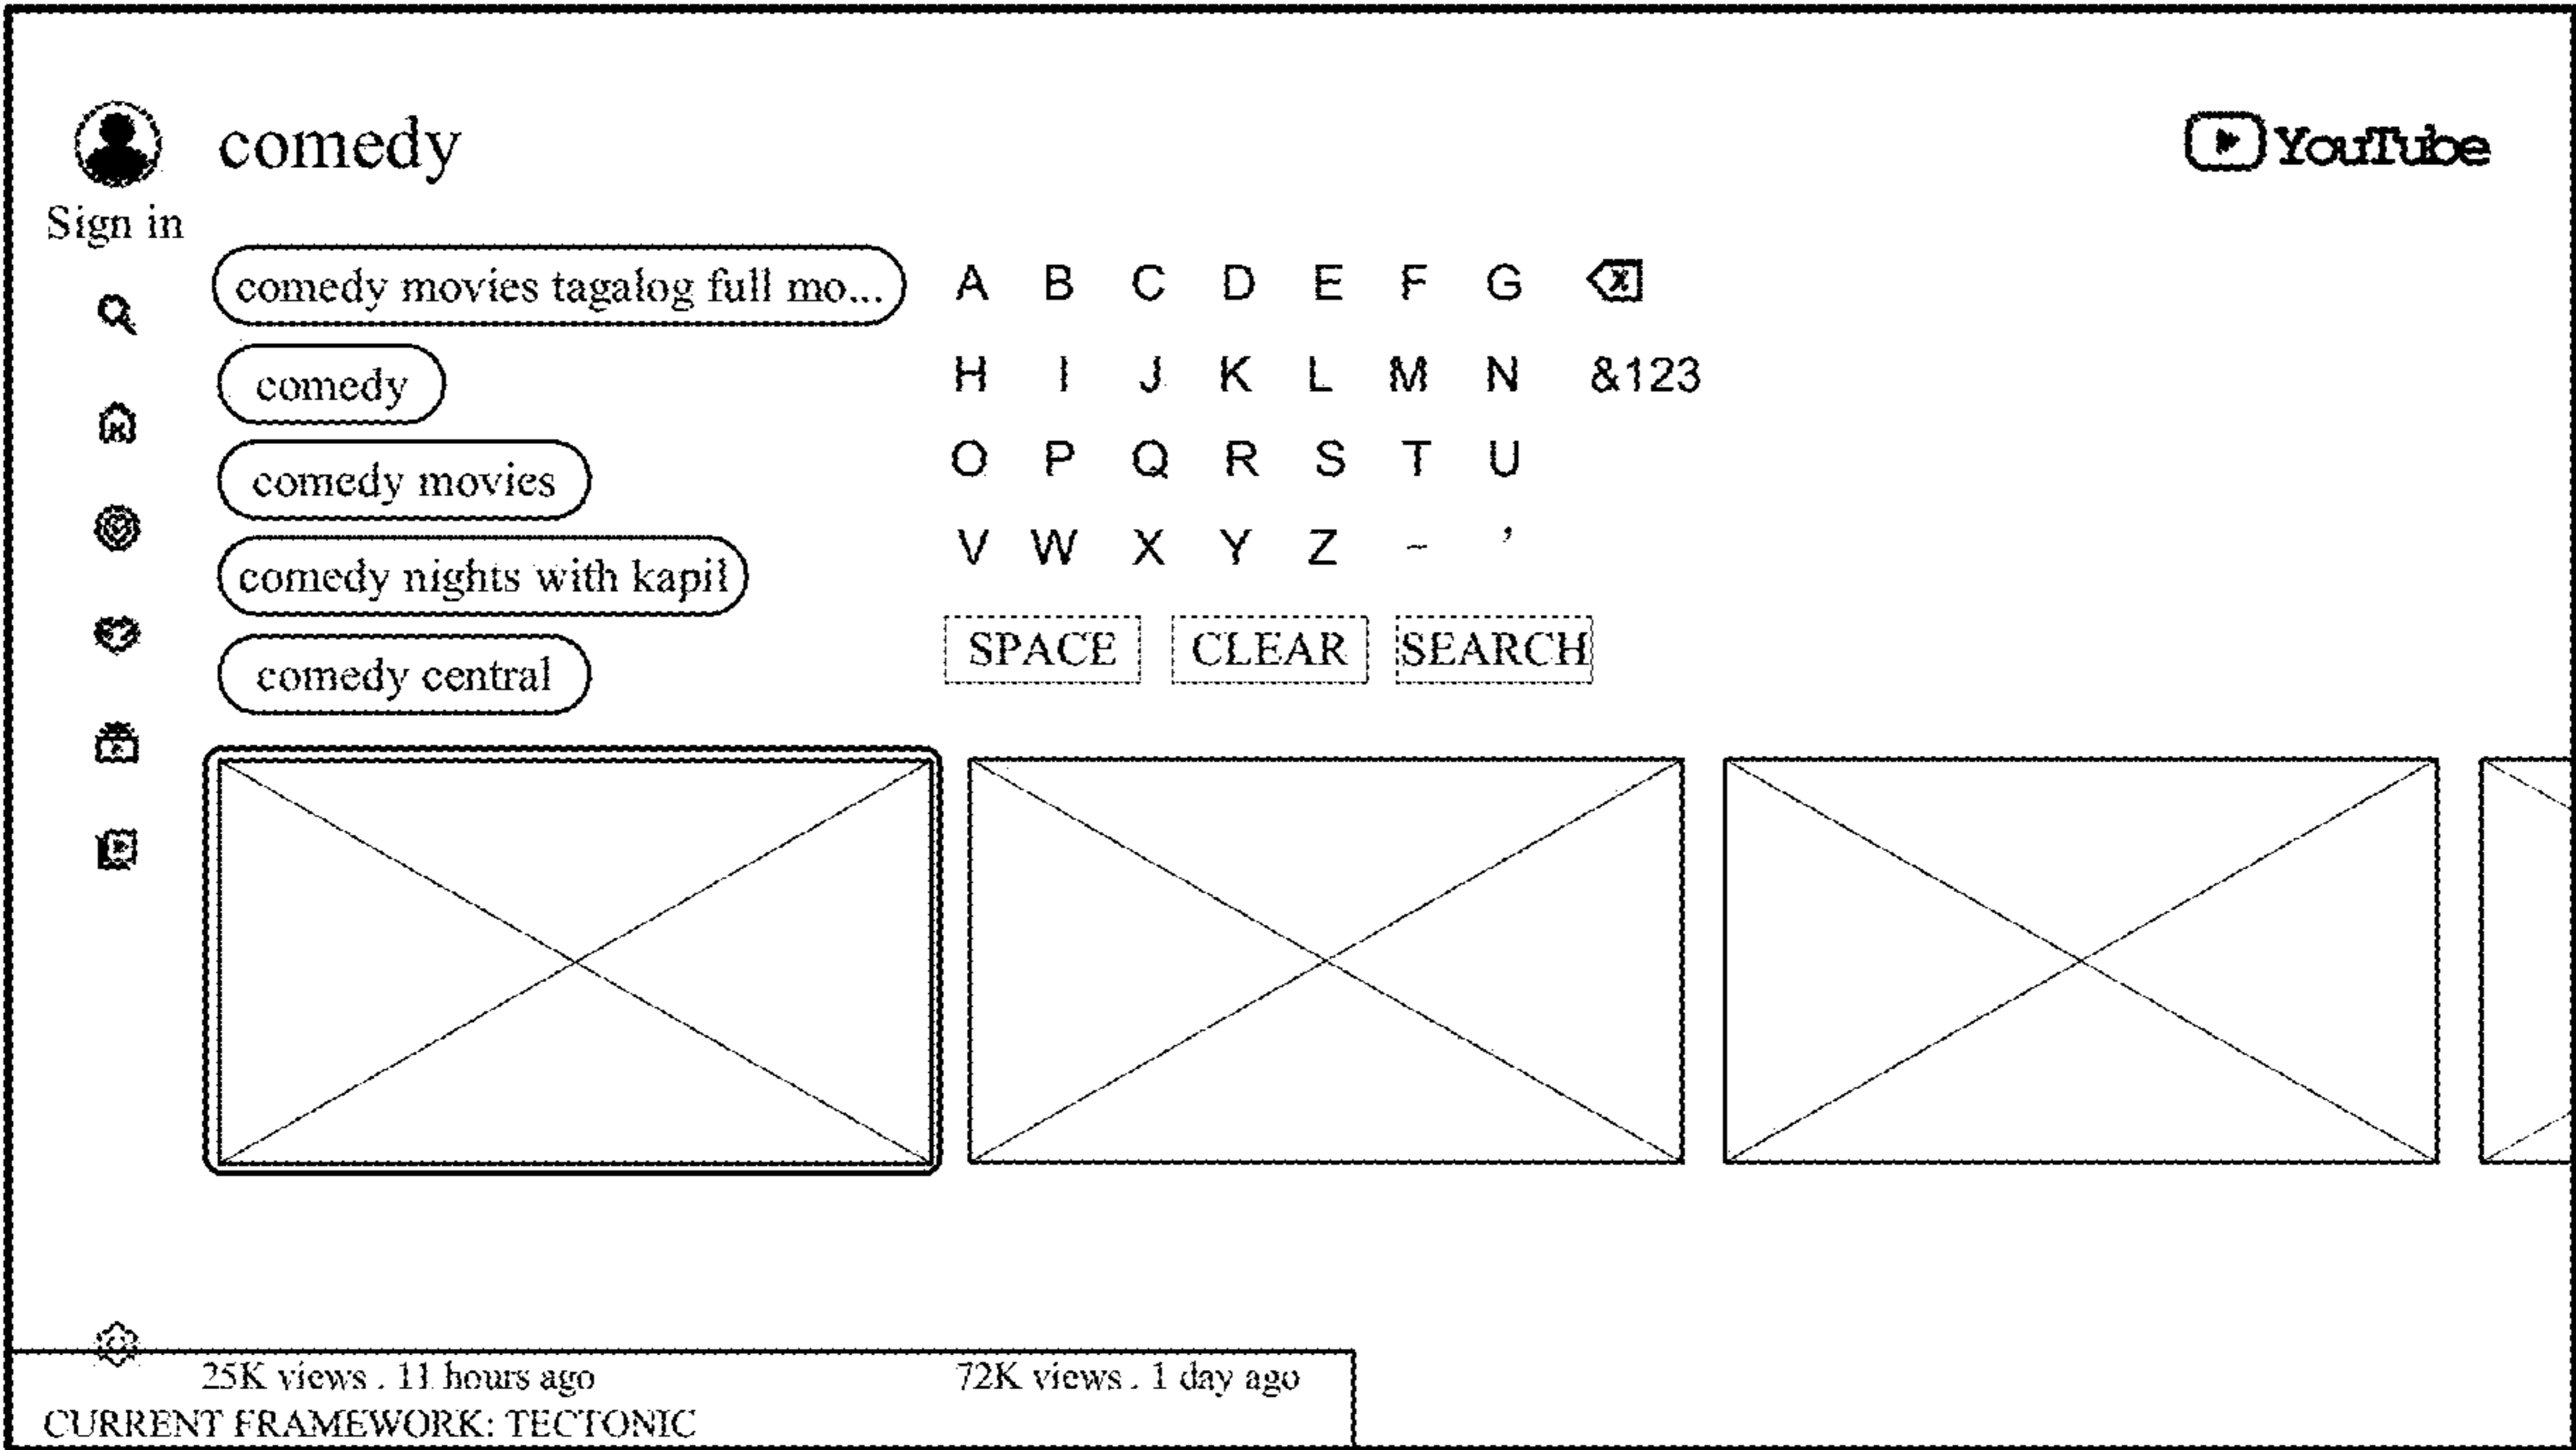 comedy
YouTube
Sign in
comedy movies tagalog full mo...
comedy
comedy movies
comedy nights with kapil
comedy central
A B C D E F G
H I J K L M N &123
O P Q R S T U
V W X Y Z - '
SPACE CLEAR SEARCH
25K views . 11 hours ago
72K views . 1 day ago
CURRENT FRAMEWORK: TECTONIC